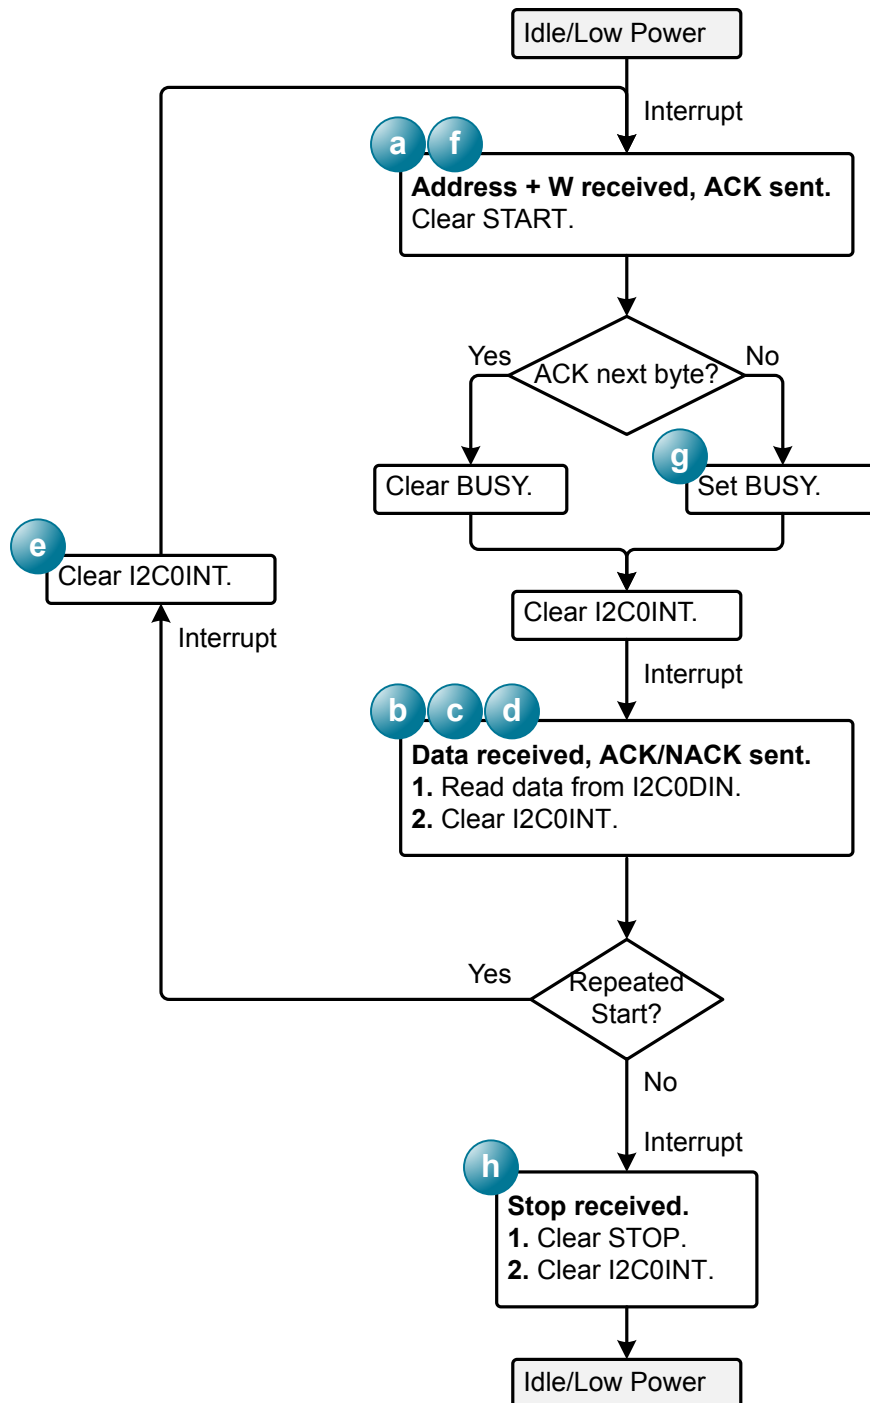 Idle/Low Power
Interrupt
a f
Address + W received, ACK sent.
Clear START.
Yes
No
ACK next byte?
g
Clear BUSY.
Set BUSY.
e
Clear I2C0INT.
Clear I2C0INT.
Interrupt
Interrupt
b c d
Data received, ACK/NACK sent.
1. Read data from I2C0DIN.
2. Clear I2C0INT.
Yes
Repeated
Start?
No
Interrupt
h
Stop received.
1. Clear STOP.
2. Clear I2C0INT.
Idle/Low Power